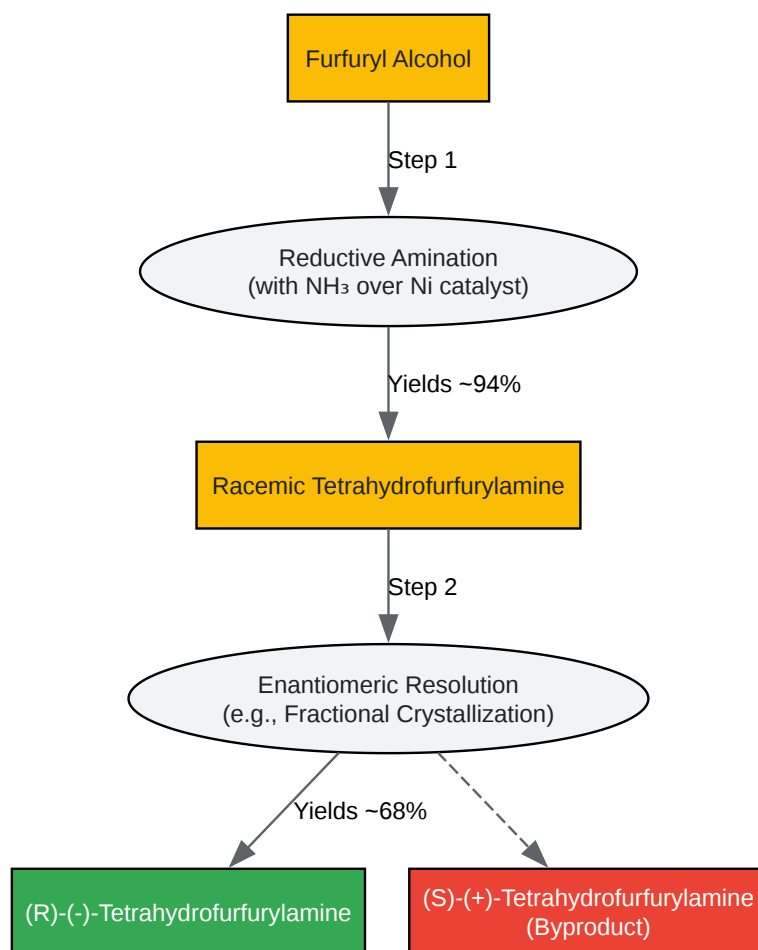 Furfuryl Alcohol
Step 1
Reductive Amination
(with NH₃ over Ni catalyst)
Yields ~94%
Racemic Tetrahydrofurfurylamine
Step 2
Enantiomeric Resolution
(e.g., Fractional Crystallization)
Yields ~68%
(R)-(-)-Tetrahydrofurfurylamine
(S)-(+)-Tetrahydrofurfurylamine
(Byproduct)